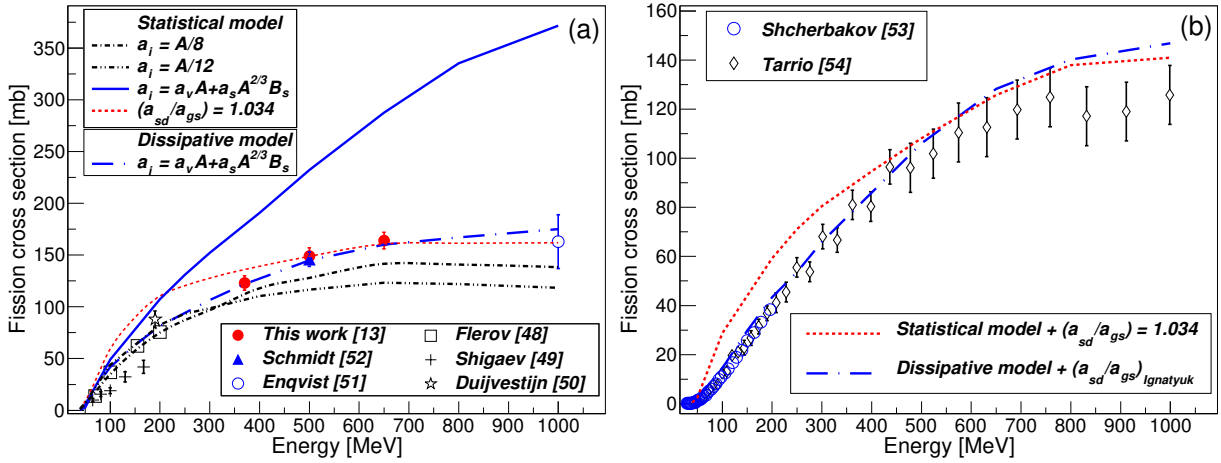 Fission cross section [mb]
350
300
250
200
150
100
50
0
Statistical model
a_i = A/8
a_i = A/12
a_i = a_vA+a_sA^{2/3}B_s
(a_sd/a_gs) = 1.034
Dissipative model
a_i = a_vA+a_sA^{2/3}B_s
(a)
This work [13]
Schmidt [52]
Enqvist [51]
Flerov [48]
Shigaev [49]
Duijvestijn [50]
100 200 300 400 500 600 700 800 900 1000
Energy [MeV]
Fission cross section [mb]
160
140
120
100
80
60
40
20
0
Shcherbakov [53]
Tarrio [54]
(b)
Statistical model + (a_sd/a_gs) = 1.034
Dissipative model + (a_sd/a_gs)_Ignatyuk
100 200 300 400 500 600 700 800 900 1000
Energy [MeV]